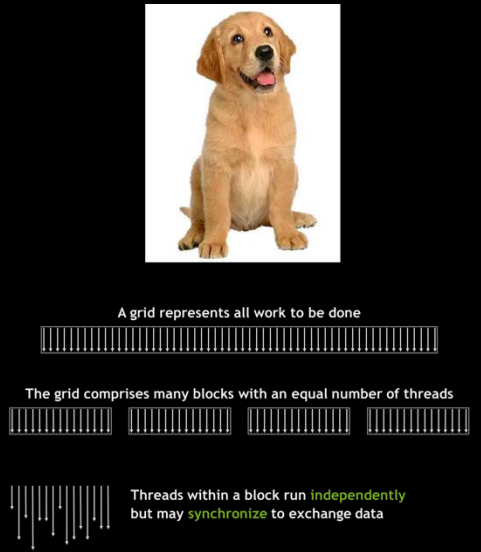 A grid represents all work to be done
The grid comprises many blocks with an equal number of threads
Threads within a block run independently
but may synchronize to exchange data